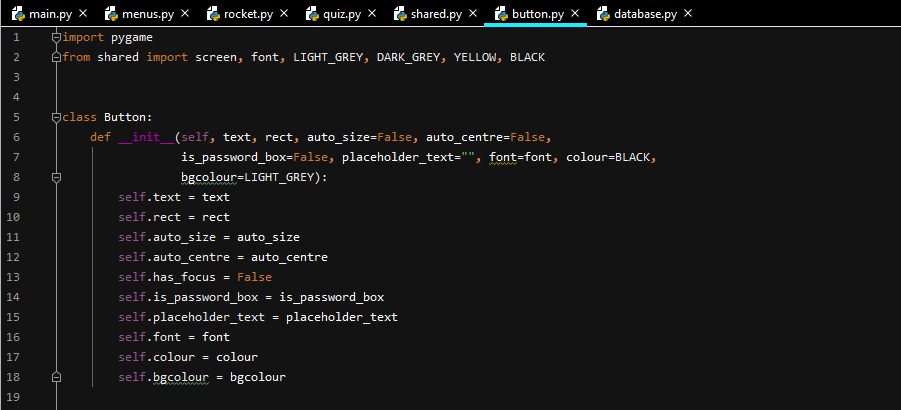 main.py × menus.py × rocket.py × quiz.py × shared.py × button.py × database.py ×
1 import pygame
2 from shared import screen, font, LIGHT_GREY, DARK_GREY, YELLOW, BLACK
3
4
5 class Button:
6     def __init__(self, text, rect, auto_size=False, auto_centre=False,
7                  is_password_box=False, placeholder_text="", font=font, colour=BLACK,
8                  bgcolour=LIGHT_GREY):
9         self.text = text
10         self.rect = rect
11         self.auto_size = auto_size
12         self.auto_centre = auto_centre
13         self.has_focus = False
14         self.is_password_box = is_password_box
15         self.placeholder_text = placeholder_text
16         self.font = font
17         self.colour = colour
18         self.bgcolour = bgcolour
19